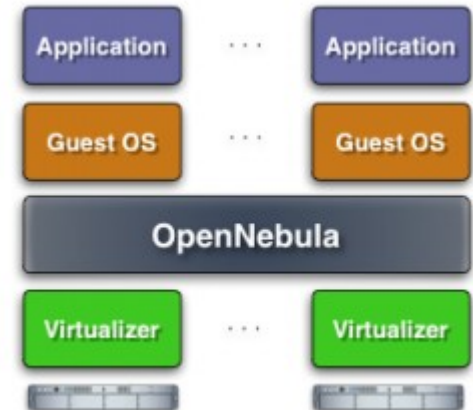 Application ... Application
Guest OS ... Guest OS
OpenNebula
Virtualizer ... Virtualizer